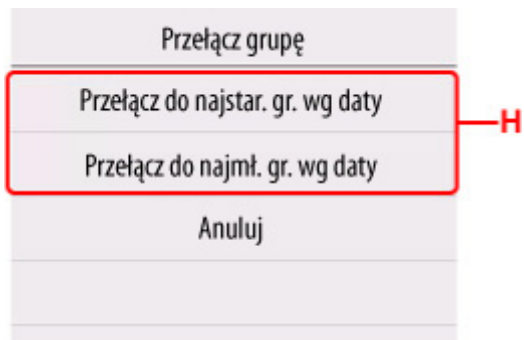 Przełącz grupę
Przełącz do najstar. gr. wg daty
H
Przełącz do najmł. gr. wg daty
Anuluj